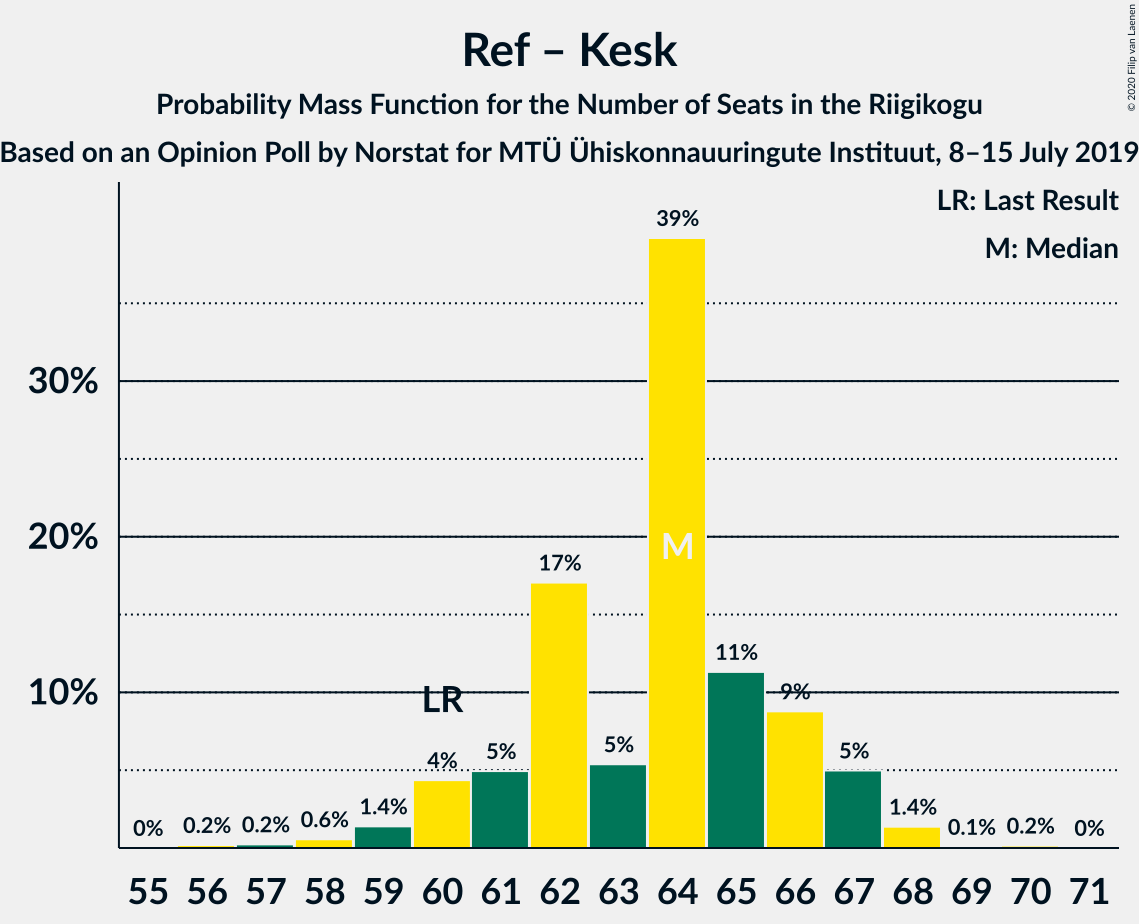 Ref – Kesk
Probability Mass Function for the Number of Seats in the Riigikogu
Based on an Opinion Poll by Norstat for MTÜ Ühiskonnauuringute Instituut, 8–15 July 2019
© 2020 Filip van Laenen
LR: Last Result
M: Median
39%
30%
20%
M
17%
11%
10%
9%
LR
4%
5%
5%
5%
0%
0.2%
0.2%
0.6%
1.4%
1.4%
0.1%
0.2%
0%
55 56 57 58 59 60 61 62 63 64 65 66 67 68 69 70 71